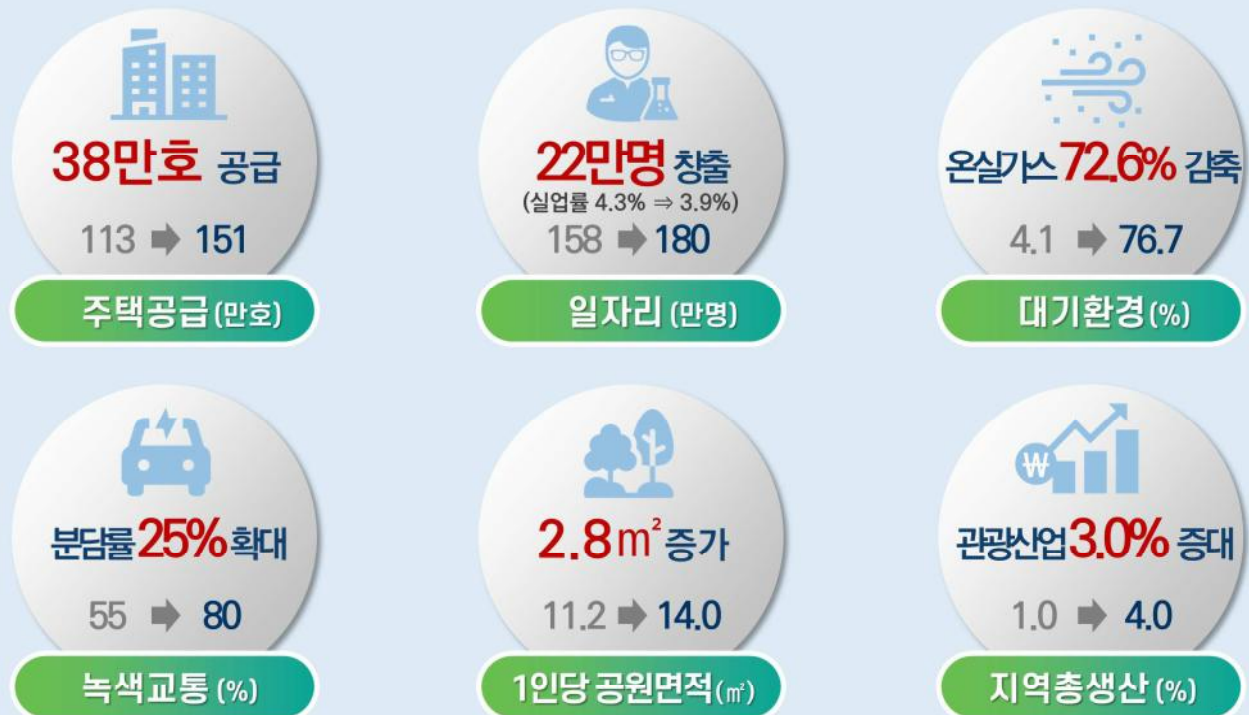 38만호 공급
113 ➡ 151
주택공급 (만호)
22만명 창출
(실업률 4.3% ⇒ 3.9%)
158 ➡ 180
일자리 (만명)
온실가스 72.6% 감축
4.1 ➡ 76.7
대기환경 (%)
분담률 25% 확대
55 ➡ 80
녹색교통 (%)
2.8㎡ 증가
11.2 ➡ 14.0
1인당 공원면적 (㎡)
₩
관광산업 3.0% 증대
1.0 ➡ 4.0
지역총생산 (%)